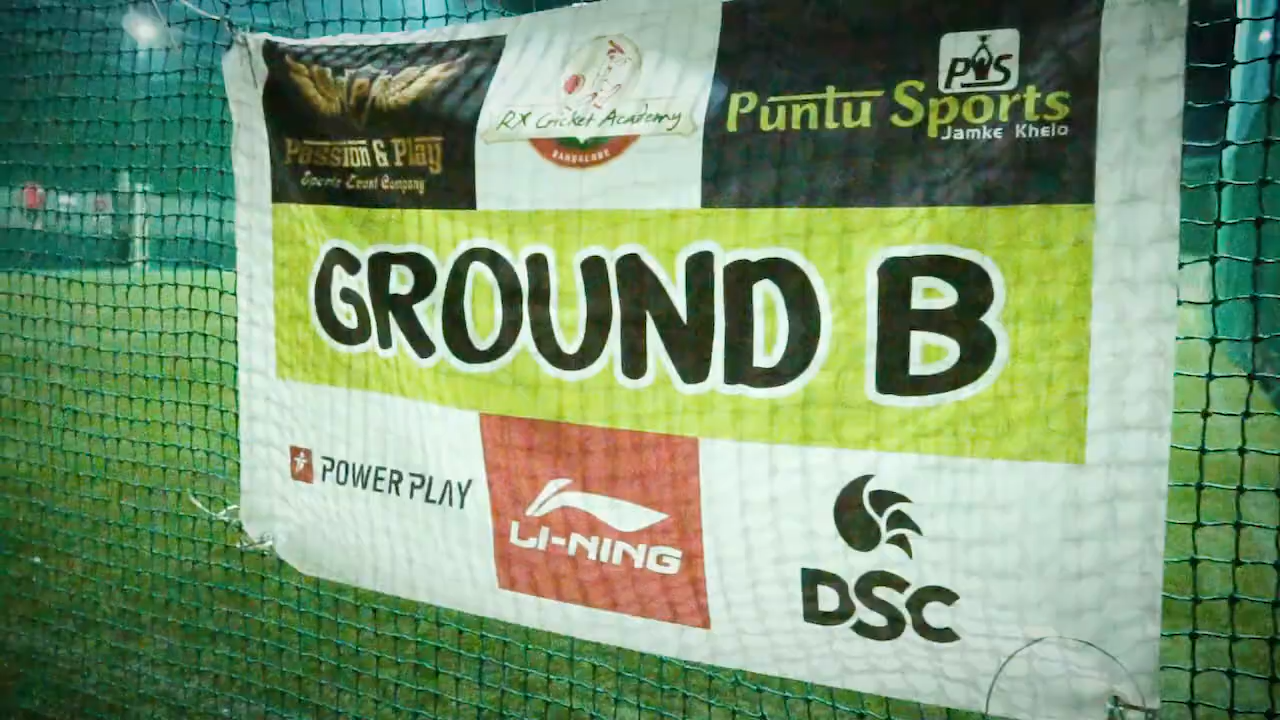 Passion & Play
Sports Event Company
RX Cricket Academy
BANGALORE
PS
Puntu Sports
Jamke Khelo
GROUND B
POWER PLAY
LI-NING
DSC